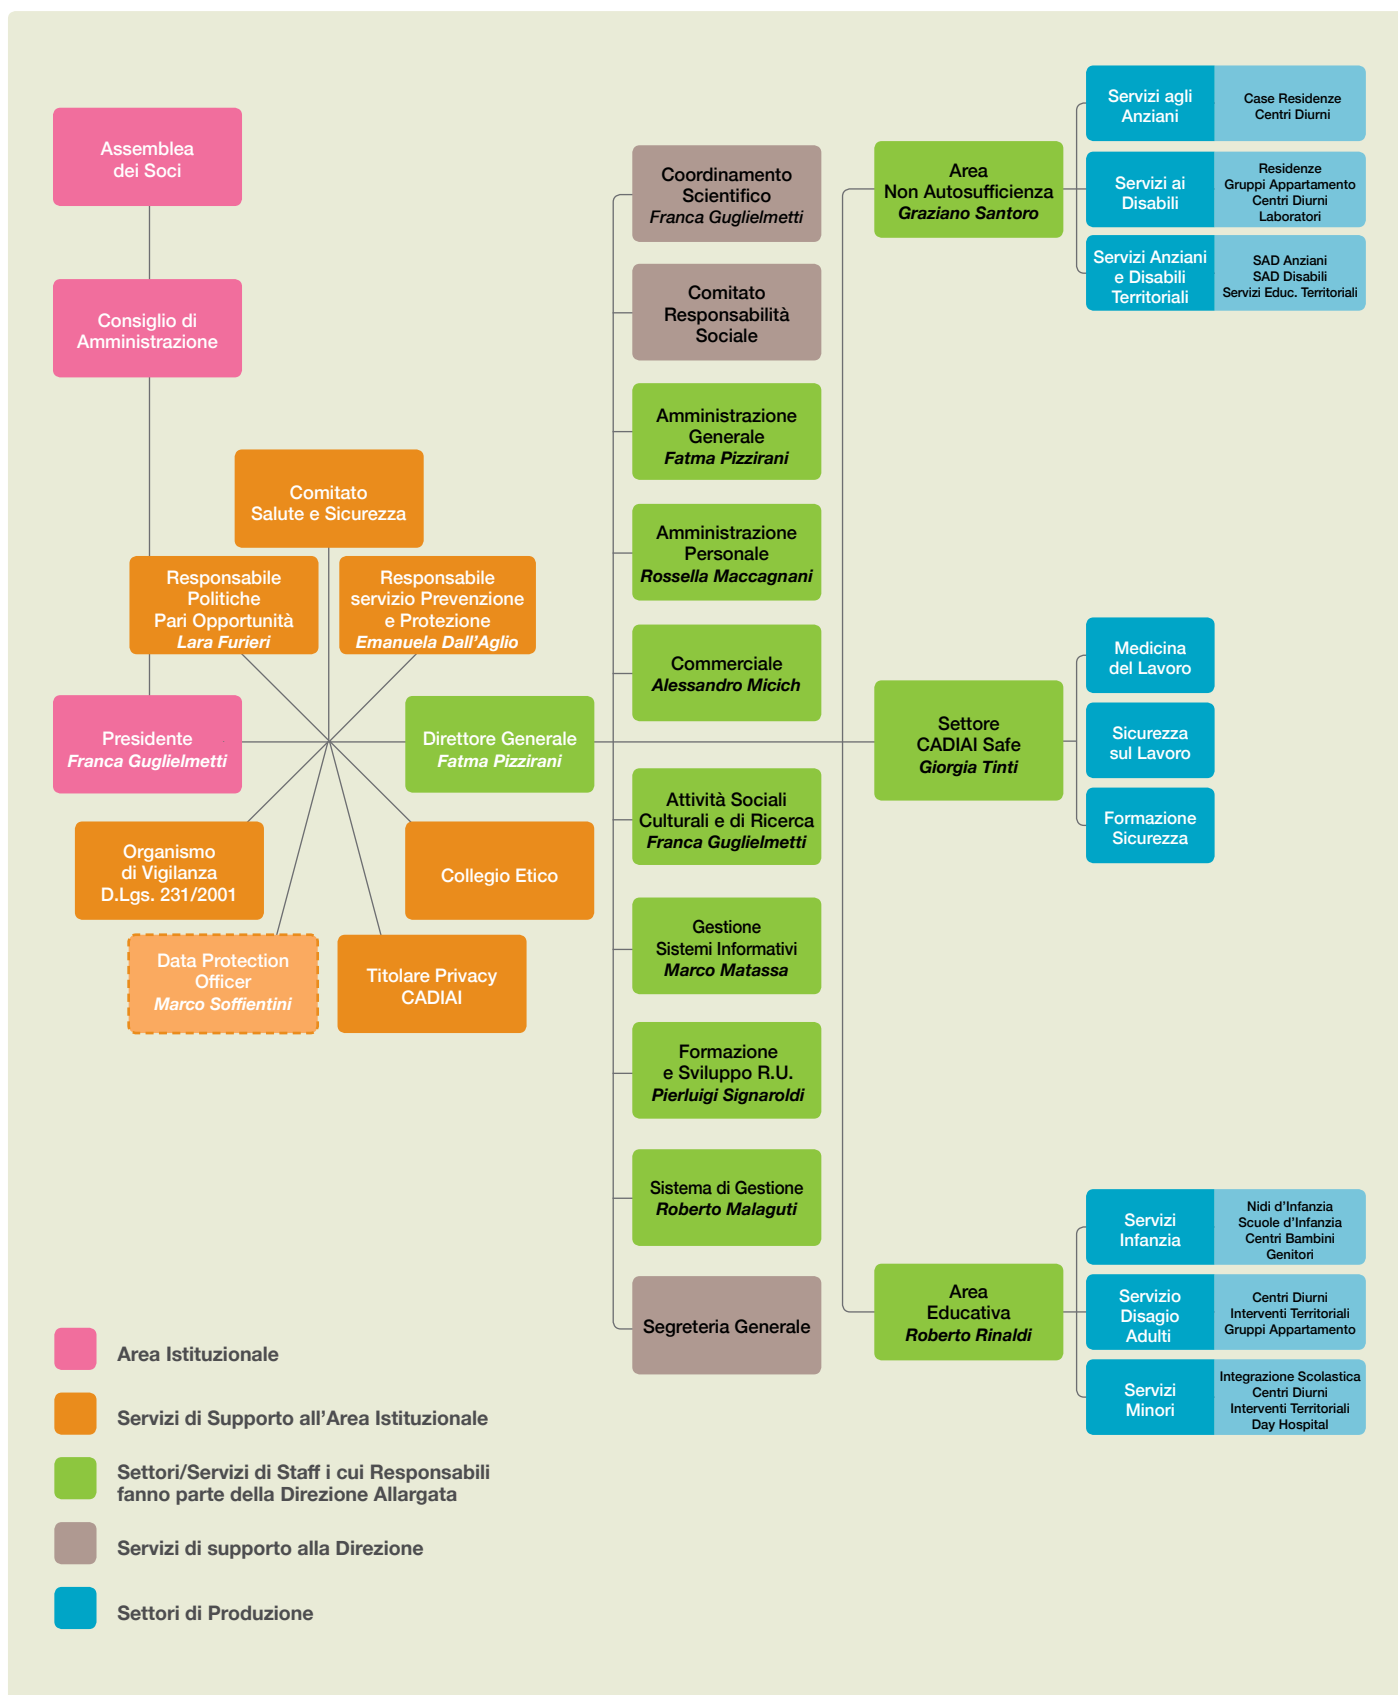 Assemblea
dei Soci
Consiglio di
Amministrazione
Comitato
Salute e Sicurezza
Responsabile
Politiche
Pari Opportunità
Lara Furieri
Responsabile
servizio Prevenzione
e Protezione
Emanuela Dall'Aglio
Presidente
Franca Guglielmetti
Direttore Generale
Fatma Pizzirani
Organismo
di Vigilanza
D.Lgs. 231/2001
Collegio Etico
Data Protection
Officer
Marco Soffientini
Titolare Privacy
CADIAI
Coordinamento
Scientifico
Franca Guglielmetti
Comitato
Responsabilità
Sociale
Amministrazione
Generale
Fatma Pizzirani
Amministrazione
Personale
Rossella Maccagnani
Commerciale
Alessandro Micich
Attività Sociali
Culturali e di Ricerca
Franca Guglielmetti
Gestione
Sistemi Informativi
Marco Matassa
Formazione
e Sviluppo R.U.
Pierluigi Signaroldi
Sistema di Gestione
Roberto Malaguti
Segreteria Generale
Area
Non Autosufficienza
Graziano Santoro
Servizi agli
Anziani
Case Residenze
Centri Diurni
Servizi ai
Disabili
Residenze
Gruppi Appartamento
Centri Diurni
Laboratori
Servizi Anziani
e Disabili
Territoriali
SAD Anziani
SAD Disabili
Servizi Educ. Territoriali
Settore
CADIAI Safe
Giorgia Tinti
Medicina
del Lavoro
Sicurezza
sul Lavoro
Formazione
Sicurezza
Area
Educativa
Roberto Rinaldi
Servizi
Infanzia
Nidi d'Infanzia
Scuole d'Infanzia
Centri Bambini
Genitori
Servizio
Disagio
Adulti
Centri Diurni
Interventi Territoriali
Gruppi Appartamento
Servizi
Minori
Integrazione Scolastica
Centri Diurni
Interventi Territoriali
Day Hospital
Area Istituzionale
Servizi di Supporto all'Area Istituzionale
Settori/Servizi di Staff i cui Responsabili
fanno parte della Direzione Allargata
Servizi di supporto alla Direzione
Settori di Produzione